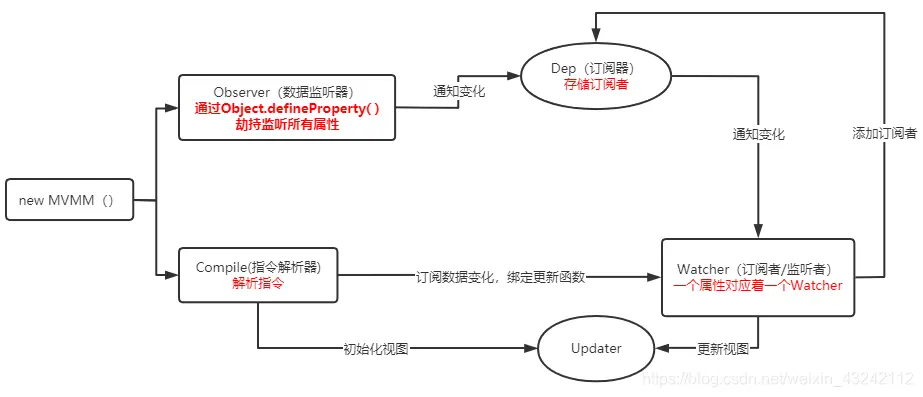 Observer（数据监听器）
通过Object.defineProperty( )
劫持监听所有属性
通知变化
Dep（订阅器）
存储订阅者
通知变化
添加订阅者
new MVMM（）
Compile(指令解析器)
解析指令
订阅数据变化，绑定更新函数
Watcher（订阅者/监听者）
一个属性对应着一个Watcher
初始化视图
Updater
更新视图
https://blog.csdn.net/weixin_43242112